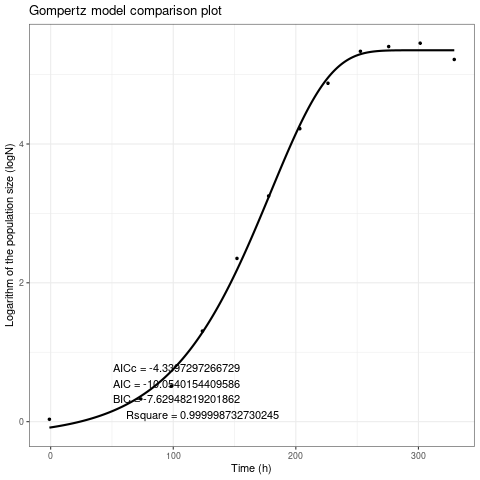 Gompertz model comparison plot
Logarithm of the population size (logN)
4
2
0
AICc = -4.3397297266729
AIC = -10.0540154409586
BIC = -7.62948219201862
Rsquare = 0.999998732730245
0 100 200 300
Time (h)